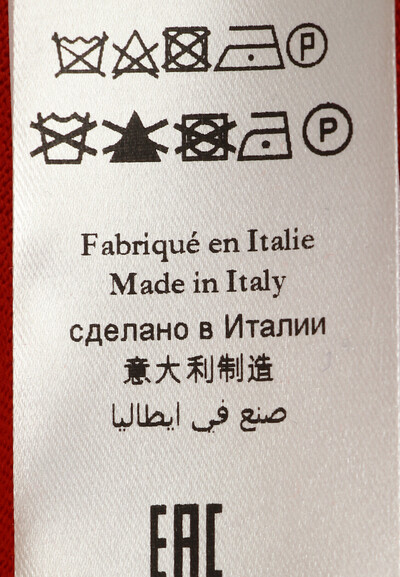 P
P
Fabriqué en Italie
Made in Italy
сделано в Италии
意大利制造
صنع في ايطاليا
EAC